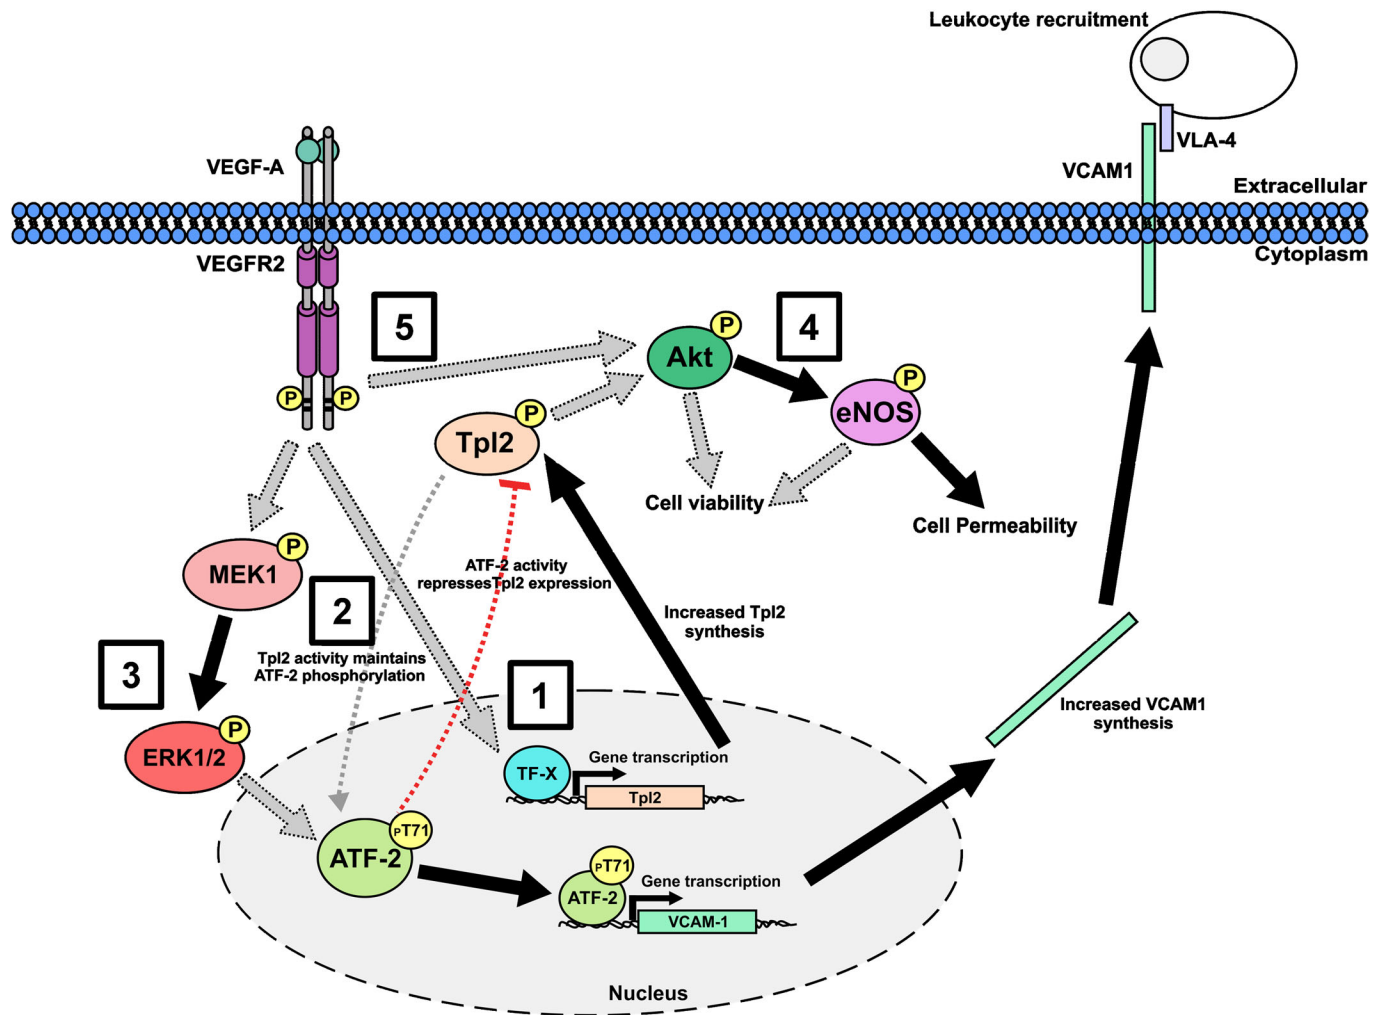 Leukocyte recruitment
VLA-4
VCAM1
VEGF-A
Extracellular
Cytoplasm
VEGFR2
5
4
P
Akt
P
eNOS
P
P
P
Tpl2
Cell viability
Cell Permeability
P
MEK1
ATF-2 activity
repressesTpl2 expression
2
Increased Tpl2
synthesis
Tpl2 activity maintains
ATF-2 phosphorylation
3
1
P
ERK1/2
Increased VCAM1
synthesis
TF-X
Gene transcription
Tpl2
pT71
ATF-2
pT71
ATF-2
Gene transcription
VCAM-1
Nucleus